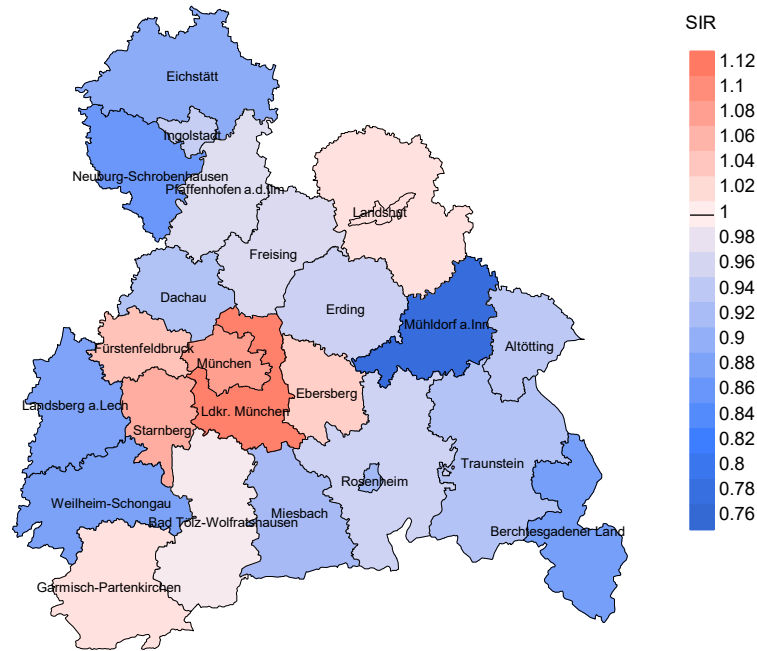 SIR
1.12
1.1
1.08
1.06
1.04
1.02
1
0.98
0.96
0.94
0.92
0.9
0.88
0.86
0.84
0.82
0.8
0.78
0.76
Eichstätt
Ingolstadt
Neuburg-Schrobenhausen
Pfaffenhofen a.d.Ilm
Landshut
Freising
Dachau
Erding
Mühldorf a.Inn
Altötting
Fürstenfeldbruck
München
Ebersberg
Landsberg a.Lech
Ldkr. München
Starnberg
Traunstein
Rosenheim
Weilheim-Schongau
Miesbach
Bad Tölz-Wolfratshausen
Berchtesgadener Land
Garmisch-Partenkirchen